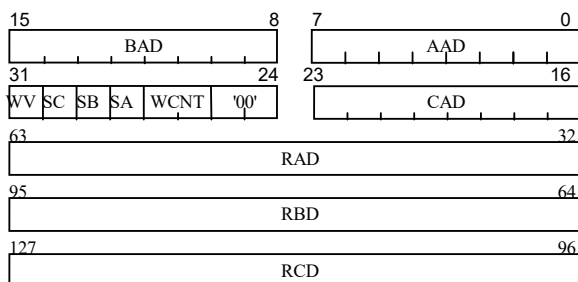 15 8 7 0
BAD AAD
31 24 23 16
WV SC SB SA WCNT '00' CAD
63 32
RAD
95 64
RBD
127 96
RCD